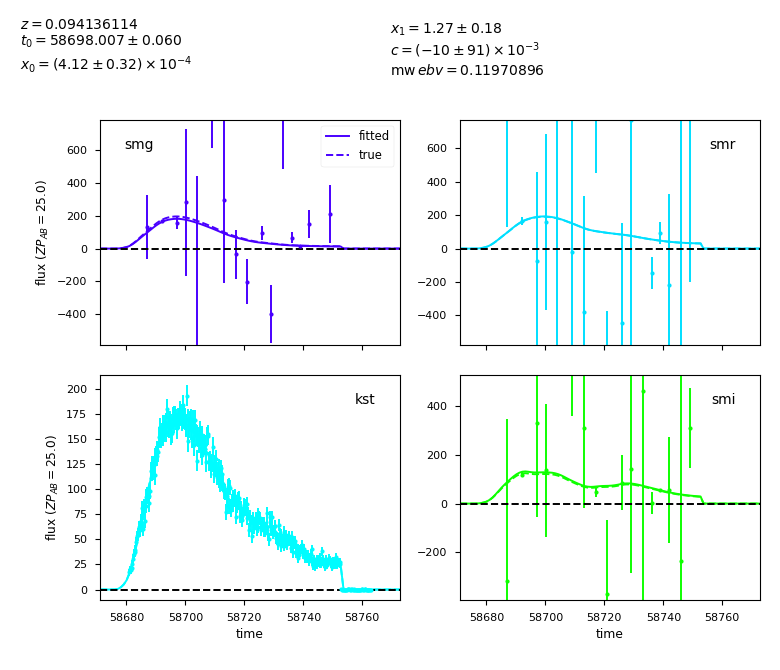 z = 0.094136114
t₀ = 58698.007 ± 0.060
x₀ = (4.12 ± 0.32) × 10⁻⁴
x₁ = 1.27 ± 0.18
c = (−10 ± 91) × 10⁻³
mw ebv = 0.11970896
smg
fitted
true
600
400
200
0
−200
−400
flux (ZP_AB = 25.0)
smr
600
400
200
0
−200
−400
kst
200
175
150
125
100
75
50
25
0
flux (ZP_AB = 25.0)
58680 58700 58720 58740 58760
time
smi
400
200
0
−200
58680 58700 58720 58740 58760
time